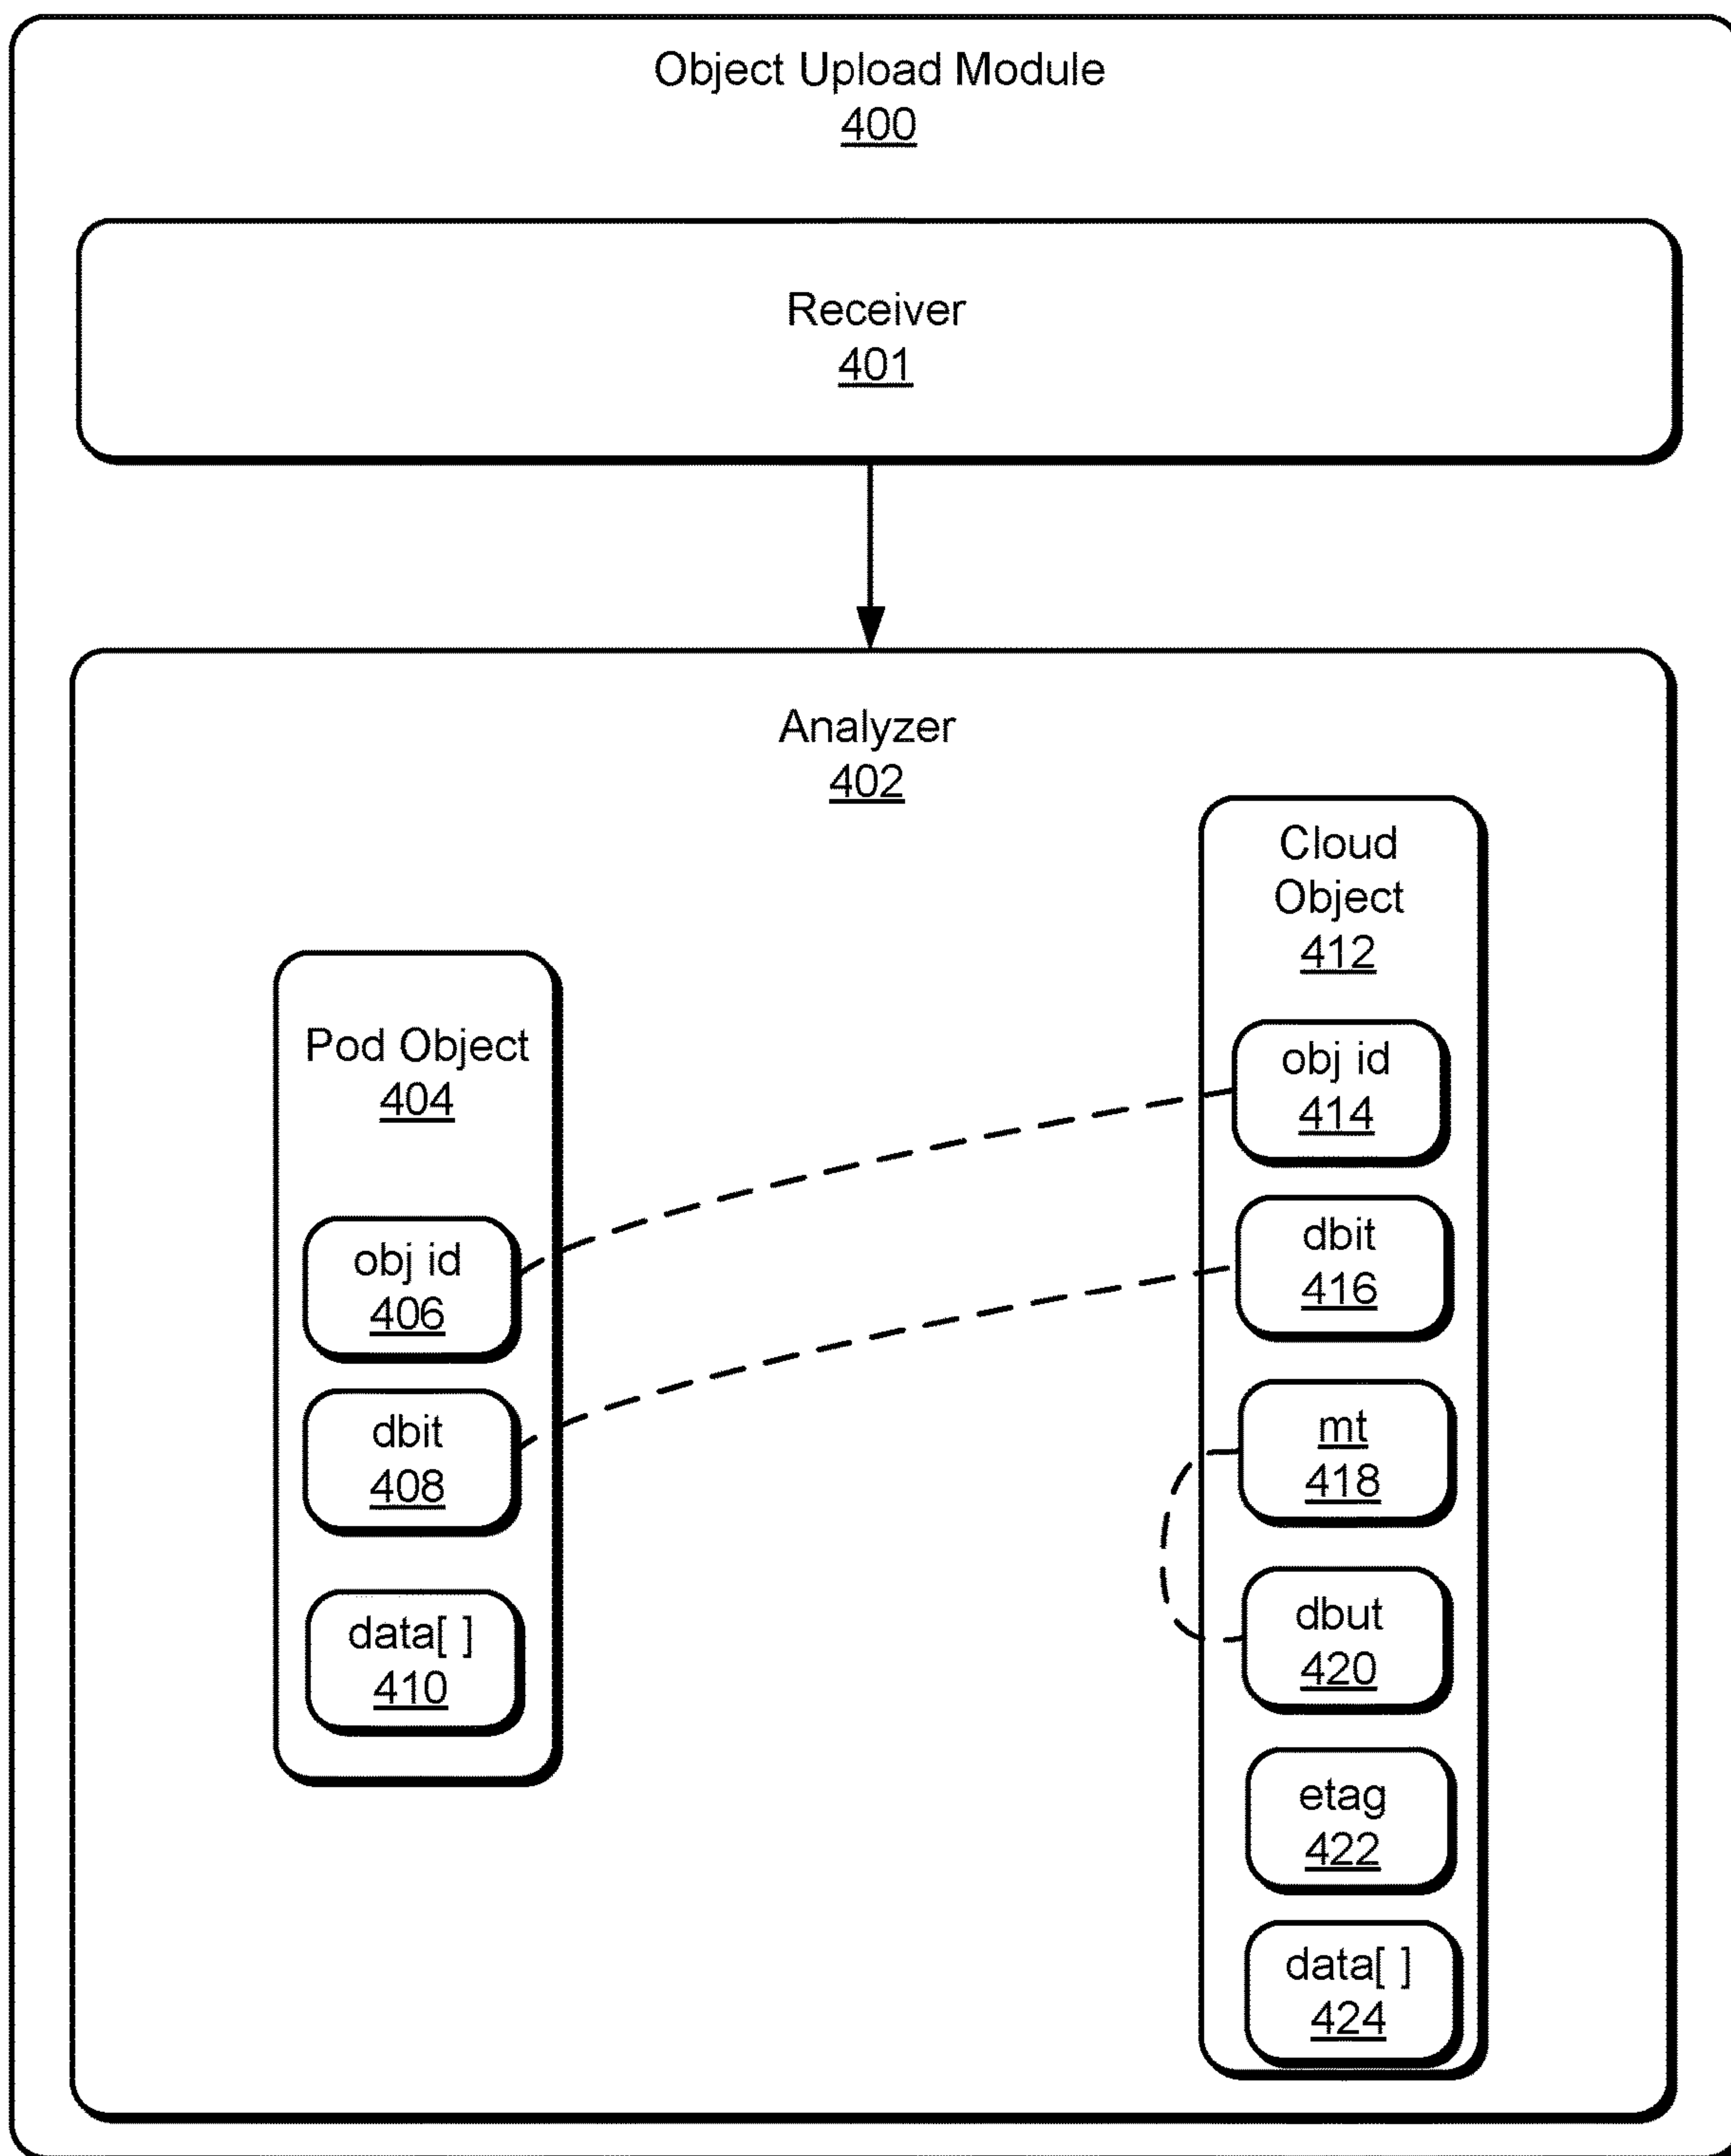 Object Upload Module
400
Receiver
401
Analyzer
402
Pod Object
404
obj id
406
dbit
408
data[ ]
410
Cloud
Object
412
obj id
414
dbit
416
mt
418
dbut
420
etag
422
data[ ]
424